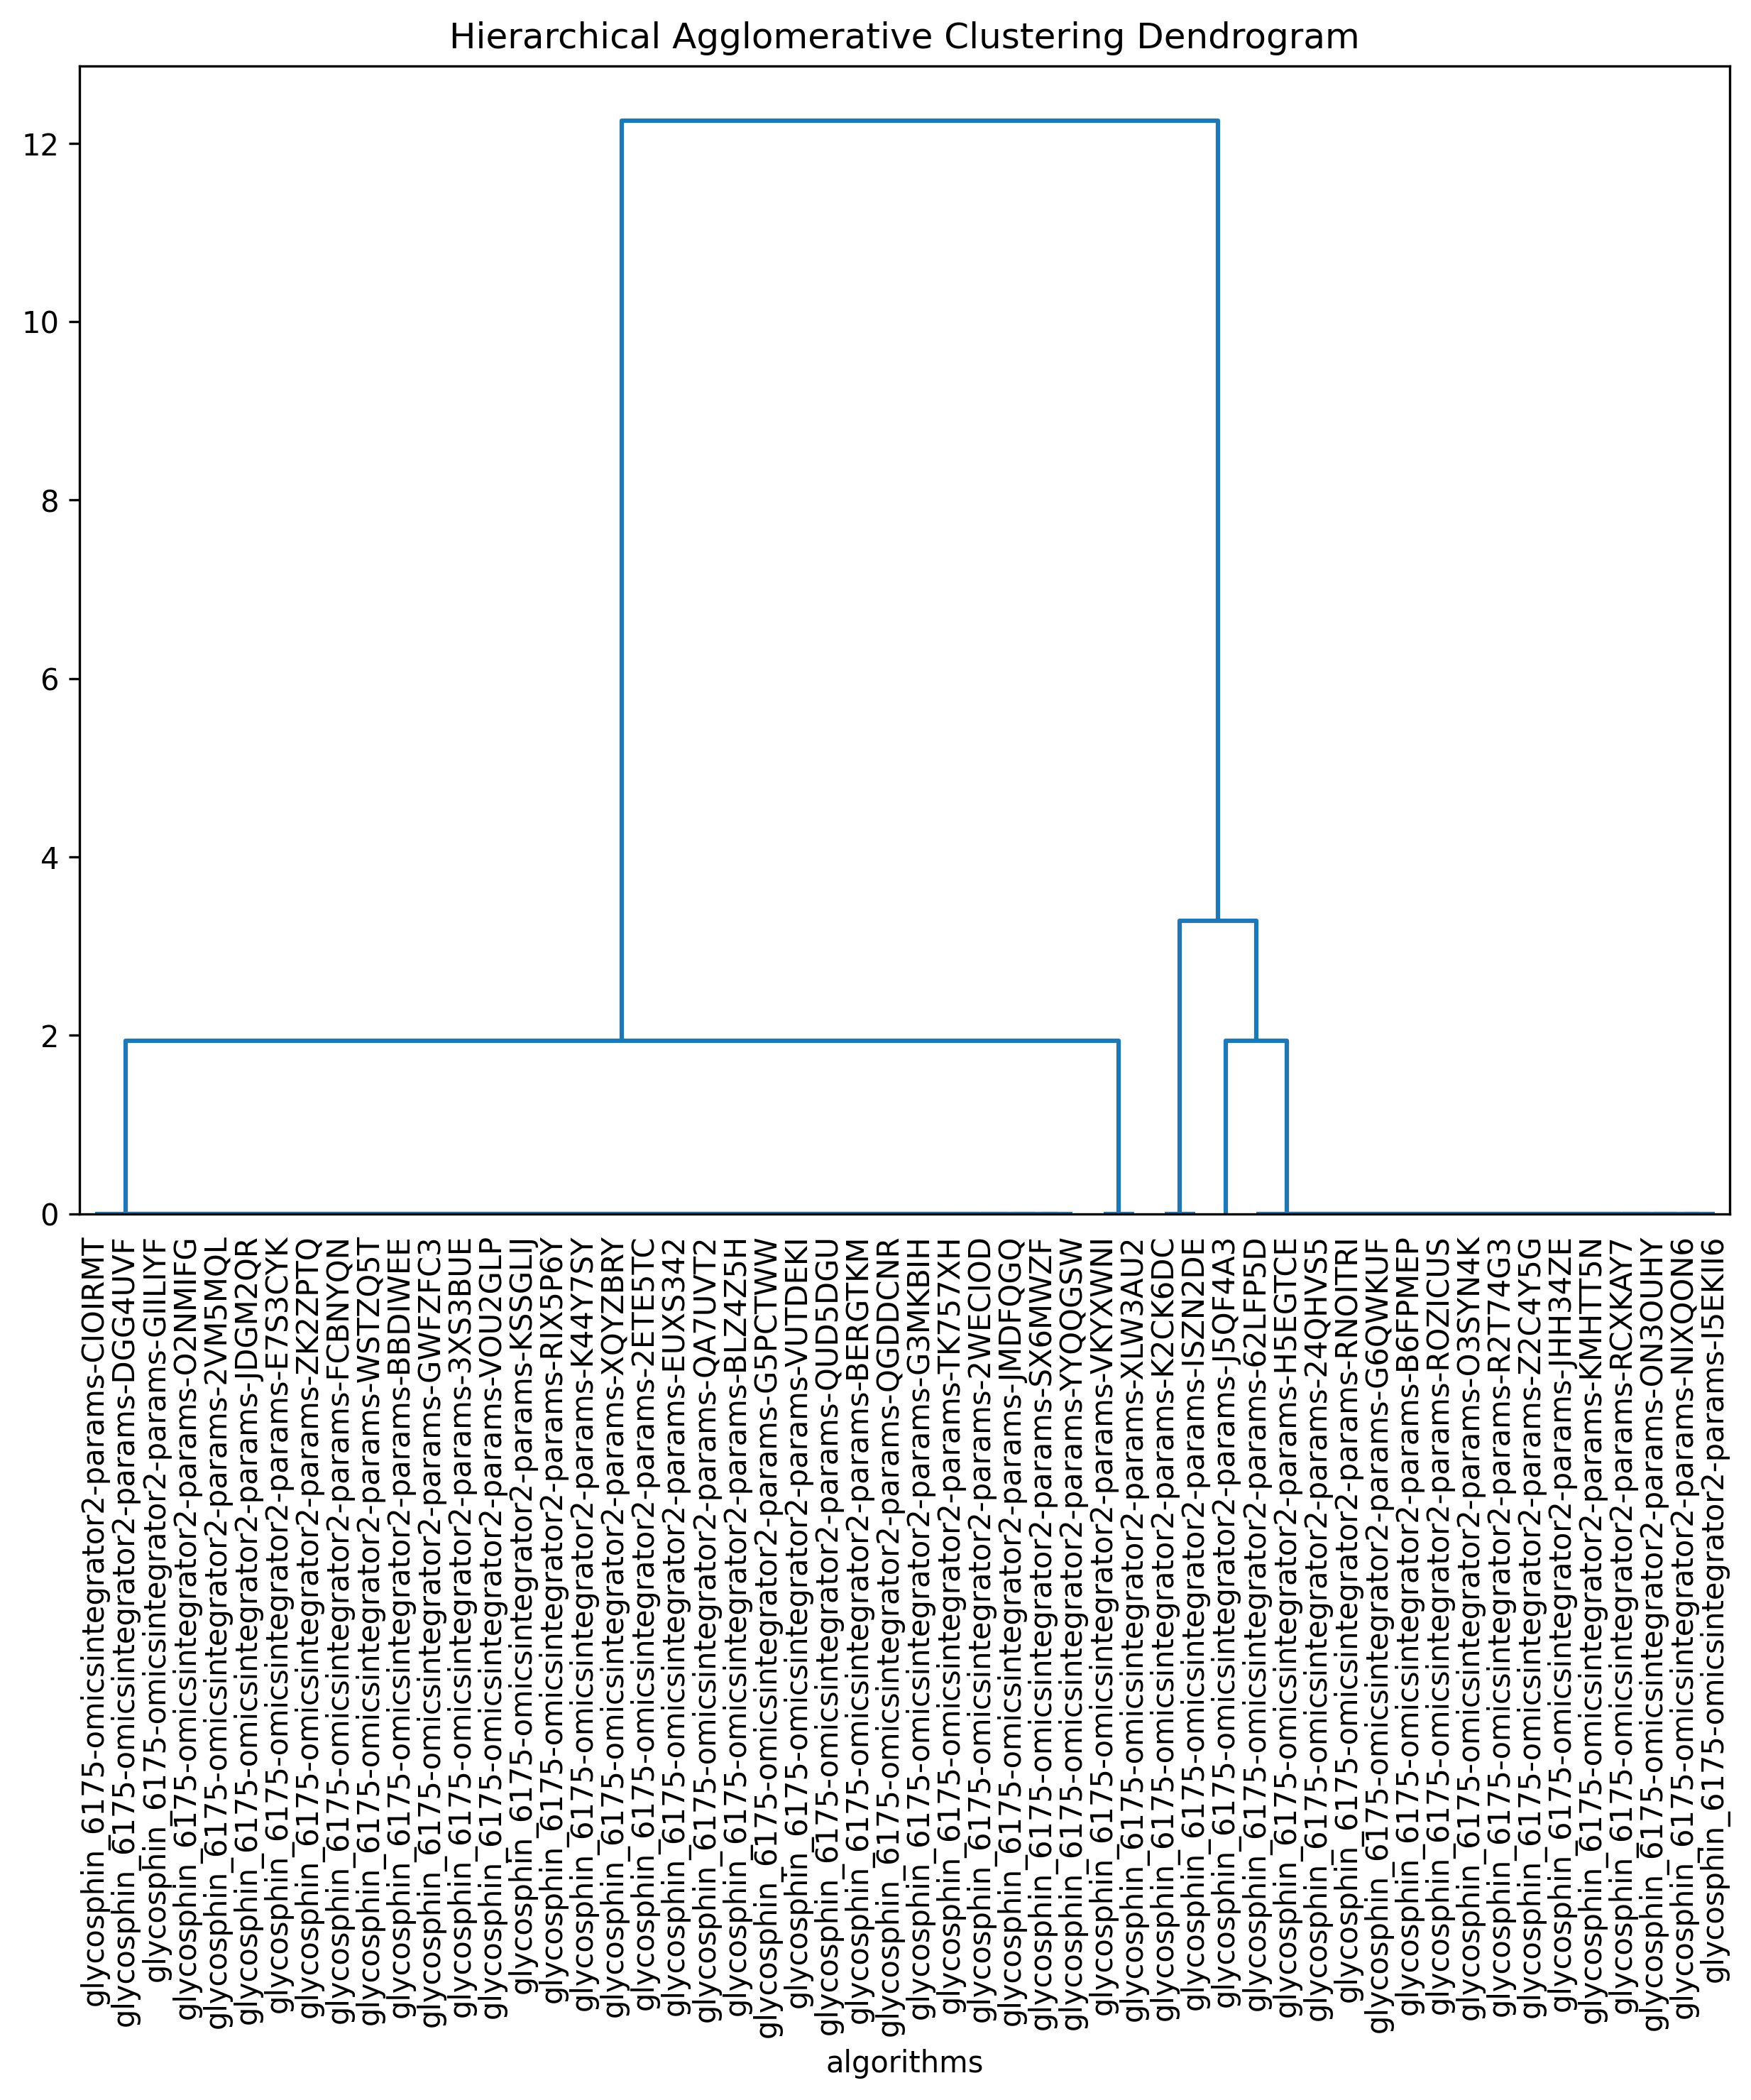 Hierarchical Agglomerative Clustering Dendrogram
12
10
8
6
4
2
0
glycosphin_6175-omicsintegrator2-params-CIOIRMT
glycosphin_6175-omicsintegrator2-params-DGG4UVF
glycosphin_6175-omicsintegrator2-params-GIILIYF
glycosphin_6175-omicsintegrator2-params-O2NMIFG
glycosphin_6175-omicsintegrator2-params-2VM5MQL
glycosphin_6175-omicsintegrator2-params-JDGM2QR
glycosphin_6175-omicsintegrator2-params-E7S3CYK
glycosphin_6175-omicsintegrator2-params-ZK2ZPTQ
glycosphin_6175-omicsintegrator2-params-FCBNYQN
glycosphin_6175-omicsintegrator2-params-WSTZQ5T
glycosphin_6175-omicsintegrator2-params-BBDIWEE
glycosphin_6175-omicsintegrator2-params-GWFZFC3
glycosphin_6175-omicsintegrator2-params-3XS3BUE
glycosphin_6175-omicsintegrator2-params-VOU2GLP
glycosphin_6175-omicsintegrator2-params-KSSGLIJ
glycosphin_6175-omicsintegrator2-params-RIX5P6Y
glycosphin_6175-omicsintegrator2-params-K44Y7SY
glycosphin_6175-omicsintegrator2-params-XQYZBRY
glycosphin_6175-omicsintegrator2-params-2ETE5TC
glycosphin_6175-omicsintegrator2-params-EUXS342
glycosphin_6175-omicsintegrator2-params-QA7UVT2
glycosphin_6175-omicsintegrator2-params-BLZ4Z5H
glycosphin_6175-omicsintegrator2-params-G5PCTWW
glycosphin_6175-omicsintegrator2-params-VUTDEKI
glycosphin_6175-omicsintegrator2-params-QUD5DGU
glycosphin_6175-omicsintegrator2-params-BERGTKM
glycosphin_6175-omicsintegrator2-params-QGDDCNR
glycosphin_6175-omicsintegrator2-params-G3MKBIH
glycosphin_6175-omicsintegrator2-params-TK757XH
glycosphin_6175-omicsintegrator2-params-2WECIOD
glycosphin_6175-omicsintegrator2-params-JMDFQGQ
glycosphin_6175-omicsintegrator2-params-SX6MWZF
glycosphin_6175-omicsintegrator2-params-YYQQGSW
glycosphin_6175-omicsintegrator2-params-VKYXWNI
glycosphin_6175-omicsintegrator2-params-XLW3AU2
glycosphin_6175-omicsintegrator2-params-K2CK6DC
glycosphin_6175-omicsintegrator2-params-ISZN2DE
glycosphin_6175-omicsintegrator2-params-J5QF4A3
glycosphin_6175-omicsintegrator2-params-62LFP5D
glycosphin_6175-omicsintegrator2-params-H5EGTCE
glycosphin_6175-omicsintegrator2-params-24QHVS5
glycosphin_6175-omicsintegrator2-params-RNOITRI
glycosphin_6175-omicsintegrator2-params-G6QWKUF
glycosphin_6175-omicsintegrator2-params-B6FPMEP
glycosphin_6175-omicsintegrator2-params-ROZICUS
glycosphin_6175-omicsintegrator2-params-O3SYN4K
glycosphin_6175-omicsintegrator2-params-R2T74G3
glycosphin_6175-omicsintegrator2-params-Z2C4Y5G
glycosphin_6175-omicsintegrator2-params-JHH34ZE
glycosphin_6175-omicsintegrator2-params-KMHTT5N
glycosphin_6175-omicsintegrator2-params-RCXKAY7
glycosphin_6175-omicsintegrator2-params-ON3OUHY
glycosphin_6175-omicsintegrator2-params-NIXQON6
glycosphin_6175-omicsintegrator2-params-I5EKII6
algorithms